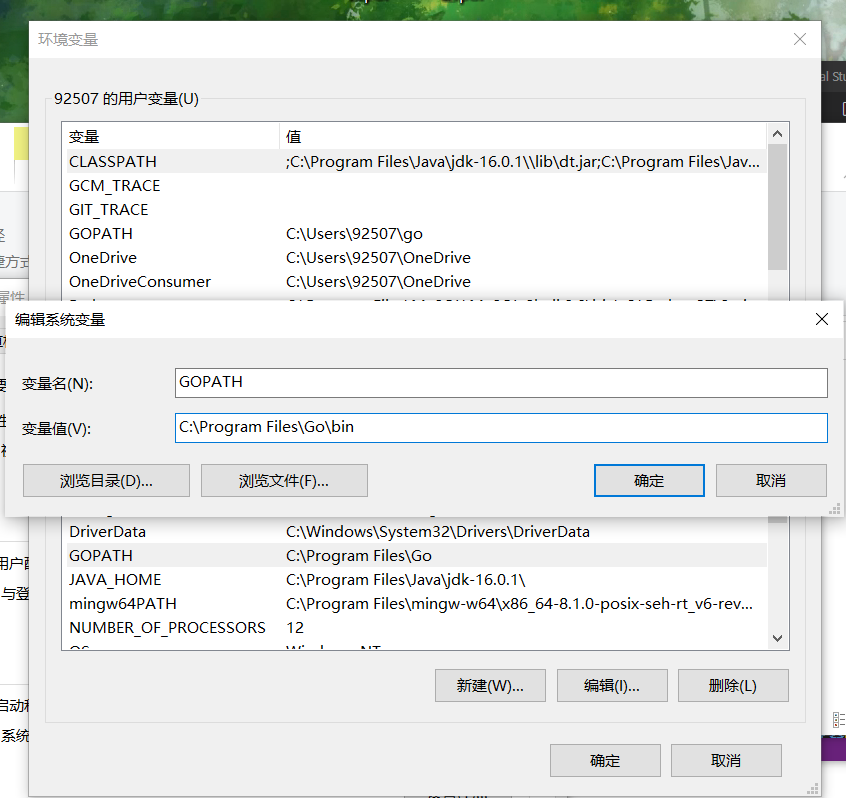 环境变量
92507 的用户变量(U)
变量 值
CLASSPATH ;C:\Program Files\Java\jdk-16.0.1\\lib\dt.jar;C:\Program Files\Jav...
GCM_TRACE
GIT_TRACE
GOPATH C:\Users\92507\go
OneDrive C:\Users\92507\OneDrive
OneDriveConsumer C:\Users\92507\OneDrive
编辑系统变量
变量名(N): GOPATH
变量值(V): C:\Program Files\Go\bin
浏览目录(D)... 浏览文件(F)... 确定 取消
DriverData C:\Windows\System32\Drivers\DriverData
GOPATH C:\Program Files\Go
JAVA_HOME C:\Program Files\Java\jdk-16.0.1\
mingw64PATH C:\Program Files\mingw-w64\x86_64-8.1.0-posix-seh-rt_v6-rev...
NUMBER_OF_PROCESSORS 12
新建(W)... 编辑(I)... 删除(L)
确定 取消